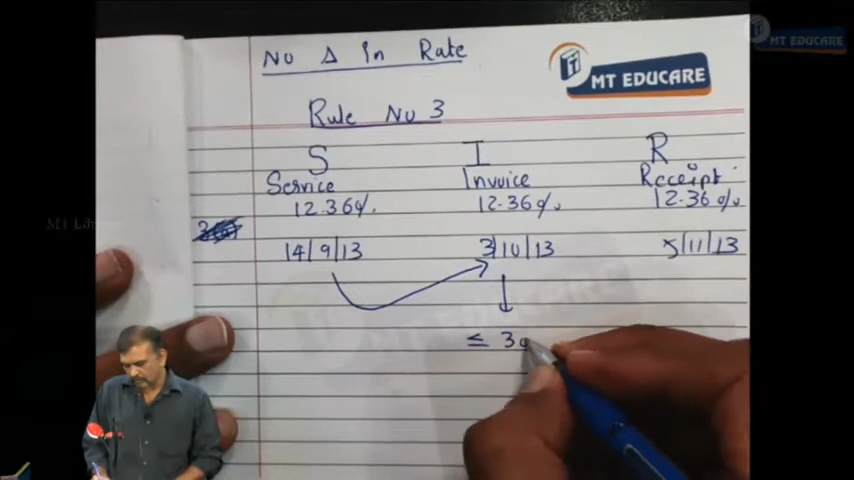 No Δ in Rate
MT EDUCARE
MT EDUCARE
Rule No 3
S I R
Service Invoice Receipt
12.36%. 12.36%. 12.36%
14/9/13 3/10/13 5/11/13
≤ 30